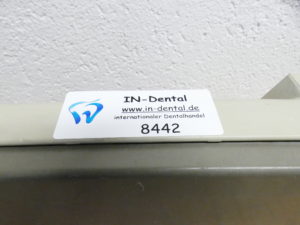 IN-Dental
www.in-dental.de
internationaler Dentalhandel
8442